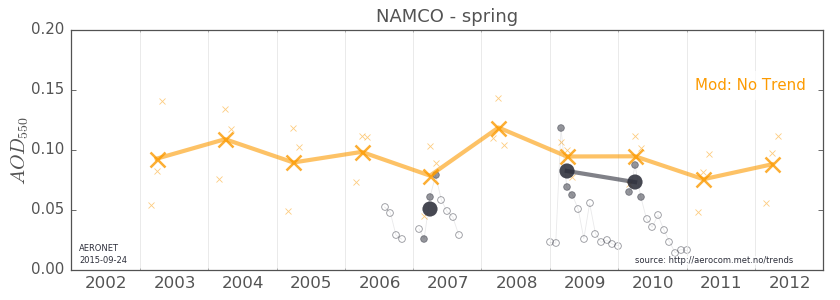 NAMCO - spring
0.20
0.15
0.10
0.05
0.00
AOD550
Mod: No Trend
AERONET
2015-09-24
source: http://aerocom.met.no/trends
2002 2003 2004 2005 2006 2007 2008 2009 2010 2011 2012